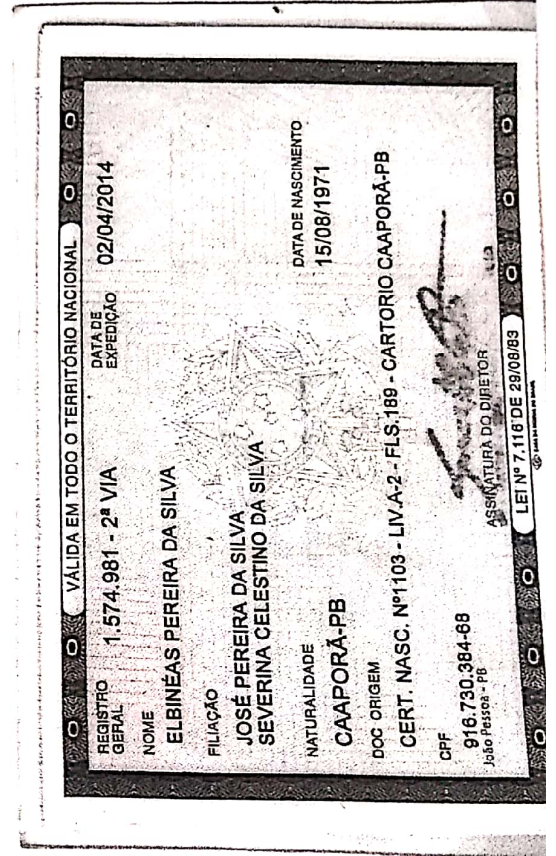 VÁLIDA EM TODO O TERRITÓRIO NACIONAL
REGISTRO GERAL 1.574.981 - 2ª VIA DATA DE EXPEDIÇÃO 02/04/2014
NOME
ELBINÉAS PEREIRA DA SILVA
FILIAÇÃO
JOSÉ PEREIRA DA SILVA
SEVERINA CELESTINO DA SILVA
NATURALIDADE DATA DE NASCIMENTO
CAAPORÃ-PB 15/08/1971
DOC ORIGEM
CERT. NASC. Nº1103 - LIV.A-2 - FLS.189 - CARTORIO CAAPORÃ-PB
CPF
916.730.364-68
João Pessoa - PB
ASSINATURA DO DIRETOR
LEI Nº 7.116 DE 29/08/83